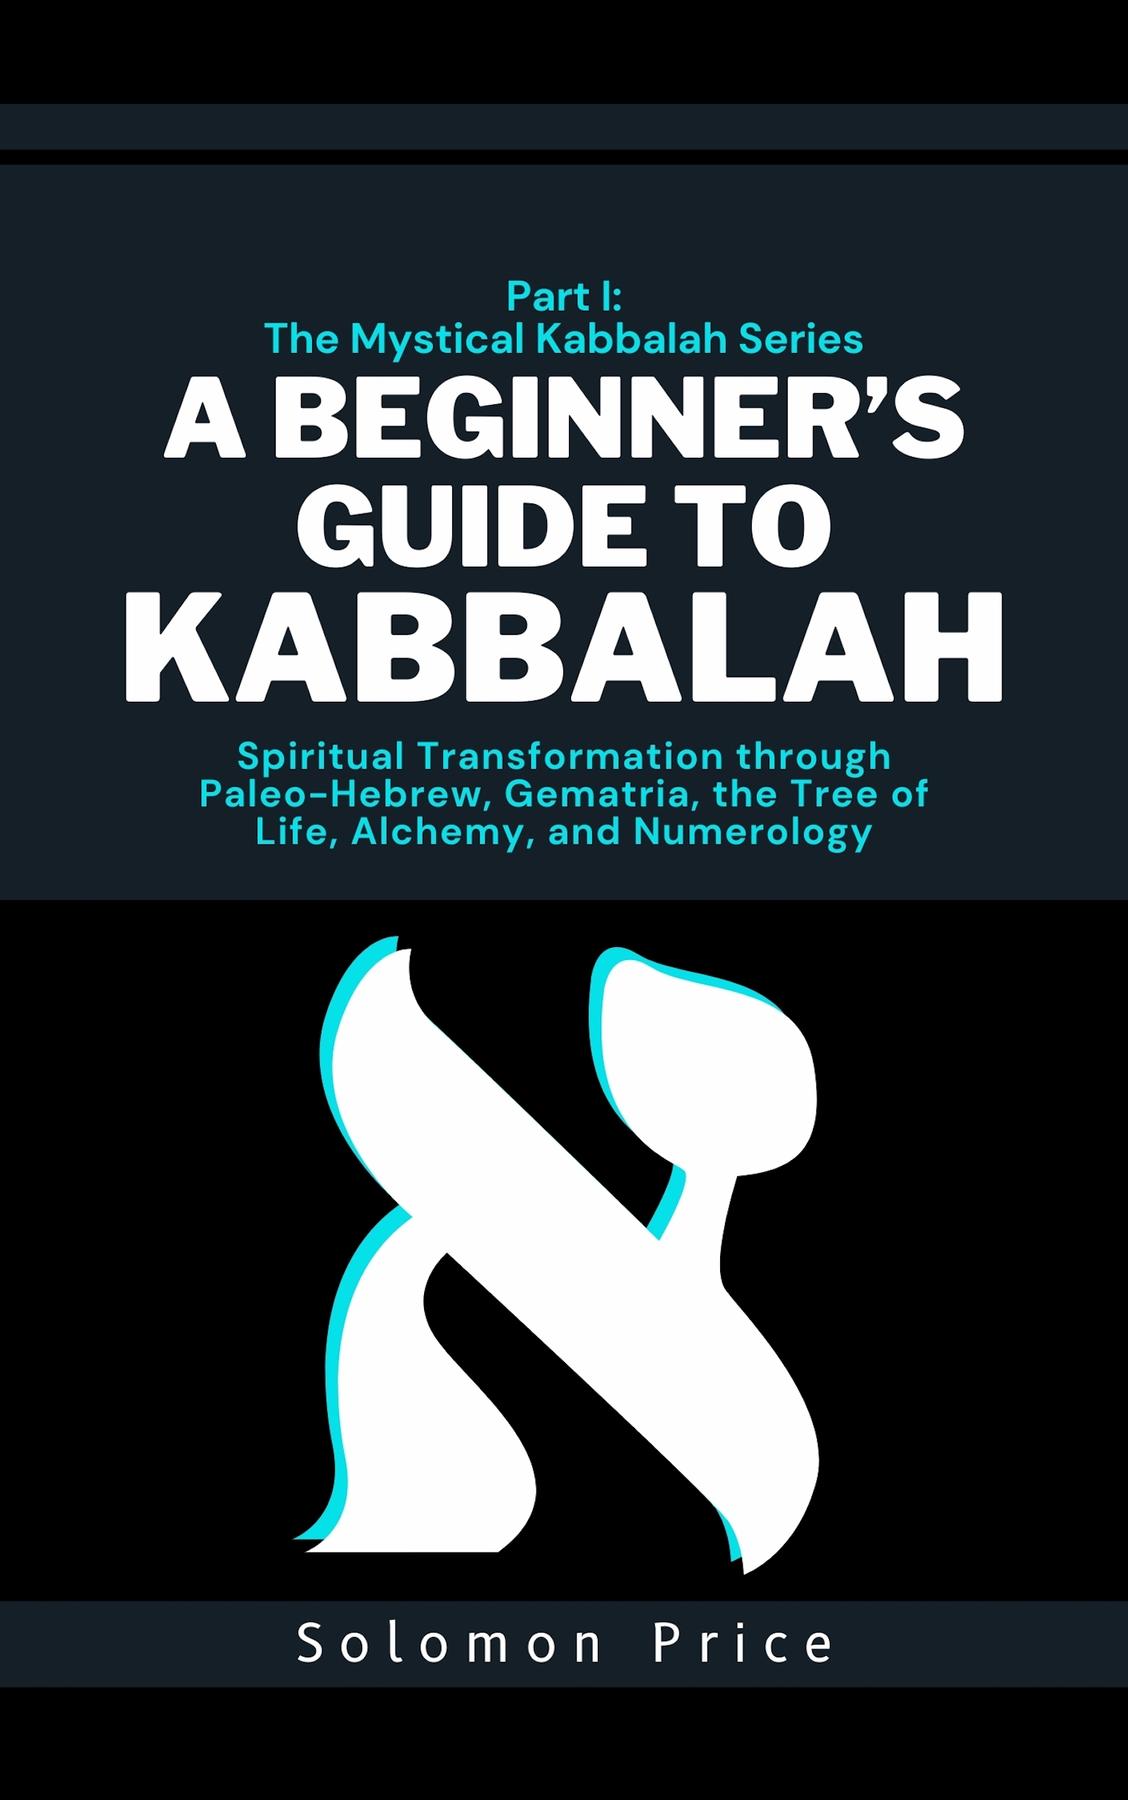 Part I:
The Mystical Kabbalah Series
A BEGINNER’S
GUIDE TO
KABBALAH
Spiritual Transformation through
Paleo-Hebrew, Gematria, the Tree of
Life, Alchemy, and Numerology
א
Solomon Price